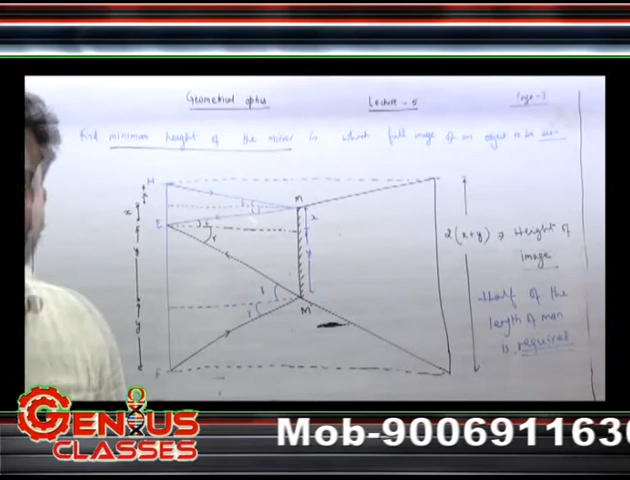 Geometrical optics Lecture - 5 Page-3
Find minimum height of the mirror in which full image of an object to be seen
H
M
x
x
x
E
2(x+y) → Height of
image
y
y
y
Half of the
length of man
is required
M'
F
GENIUS
CLASSES
Mob-9006911630